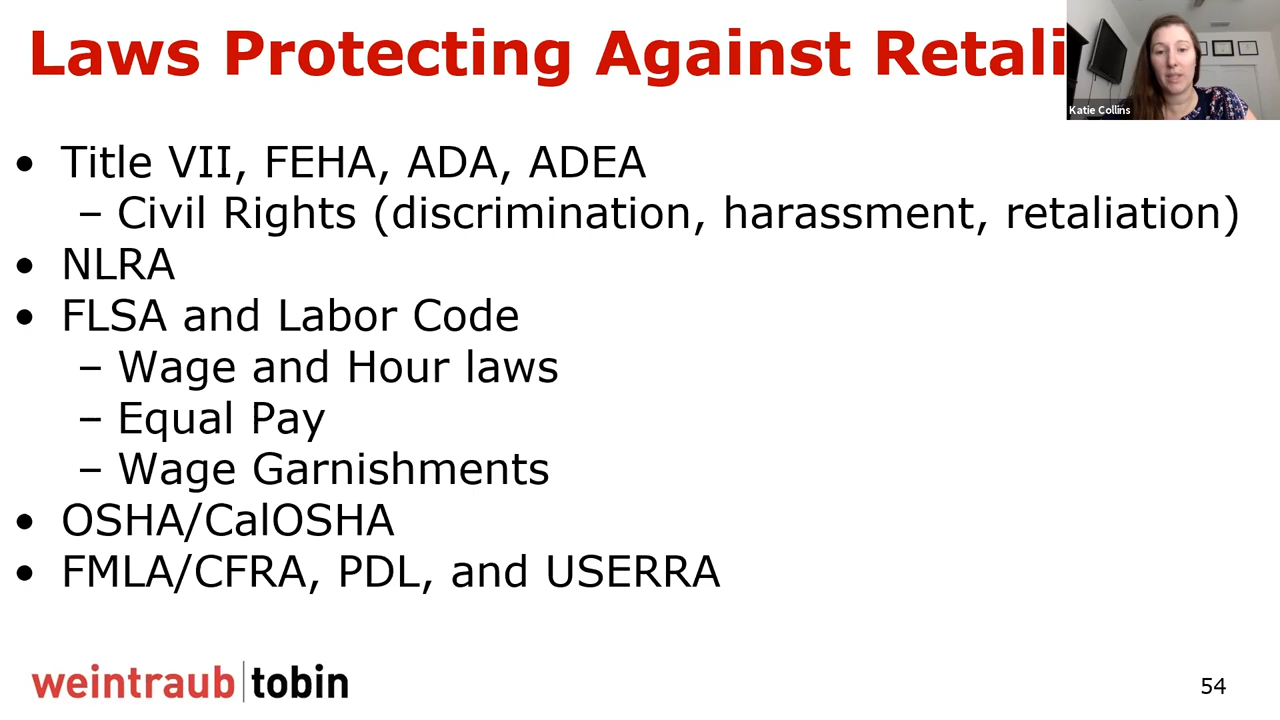 Laws Protecting Against Retali
Katie Collins
• Title VII, FEHA, ADA, ADEA
– Civil Rights (discrimination, harassment, retaliation)
• NLRA
• FLSA and Labor Code
– Wage and Hour laws
– Equal Pay
– Wage Garnishments
• OSHA/CalOSHA
• FMLA/CFRA, PDL, and USERRA
weintraub|tobin
54